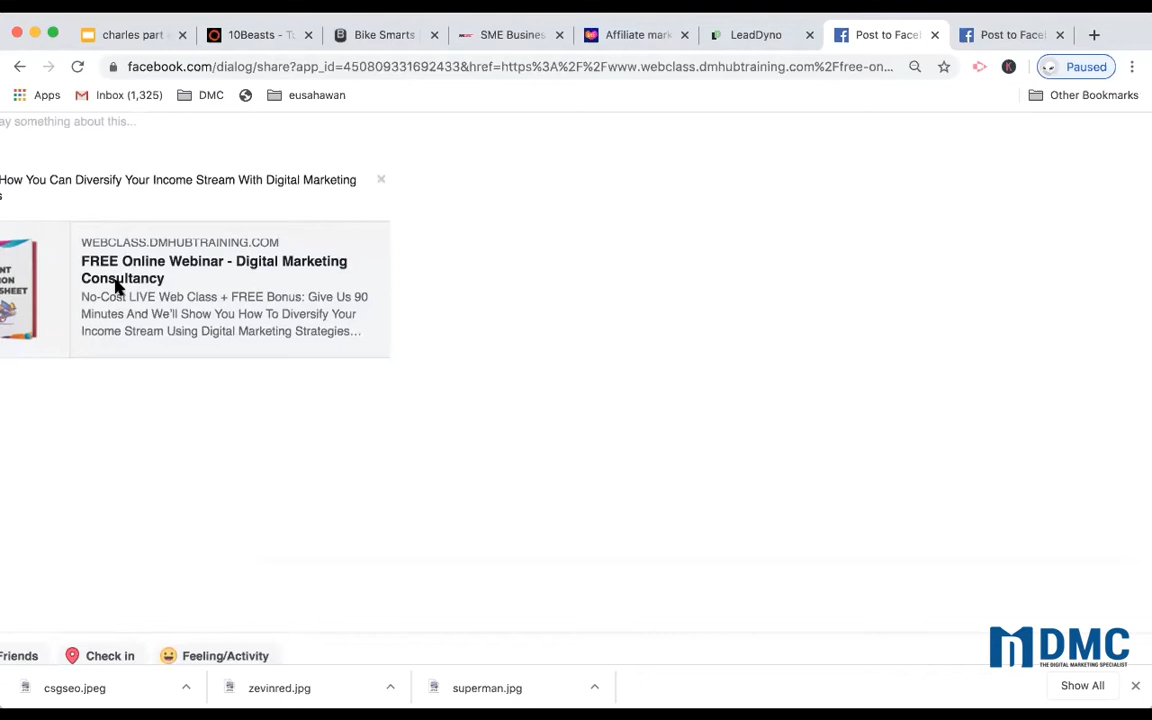 charles part
10Beasts - T
Bike Smarts
SME Busines
Affiliate mark
LeadDyno
Post to Face
Post to Face
facebook.com/dialog/share?app_id=450809331692433&href=https%3A%2F%2Fwww.webclass.dmhubtraining.com%2Ffree-on...
K
Paused
Apps
Inbox (1,325)
DMC
eusahawan
Other Bookmarks
ay something about this...
How You Can Diversify Your Income Stream With Digital Marketing
s
WEBCLASS.DMHUBTRAINING.COM
FREE Online Webinar - Digital Marketing
Consultancy
No-Cost LIVE Web Class + FREE Bonus: Give Us 90
Minutes And We'll Show You How To Diversify Your
Income Stream Using Digital Marketing Strategies...
NT
ION
SHEET
Friends
Check in
Feeling/Activity
DMC
THE DIGITAL MARKETING SPECIALIST
csgseo.jpeg
zevinred.jpg
superman.jpg
Show All